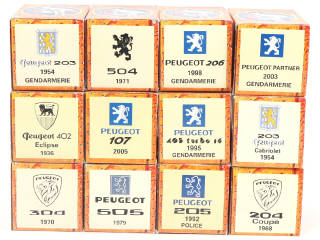 Peugeot 203
1954
GENDARMERIE
504
1971
PEUGEOT 206
1998
GENDARMERIE
PEUGEOT PARTNER
2003
GENDARMERIE
Peugeot 402
Eclipse
1936
PEUGEOT
107
2005
PEUGEOT
405 turbo 16
1995
GENDARMERIE
203
Peugeot
Cabriolet
1954
304
1970
PEUGEOT
505
1979
PEUGEOT
205
1992
POLICE
204
Coupé
1968